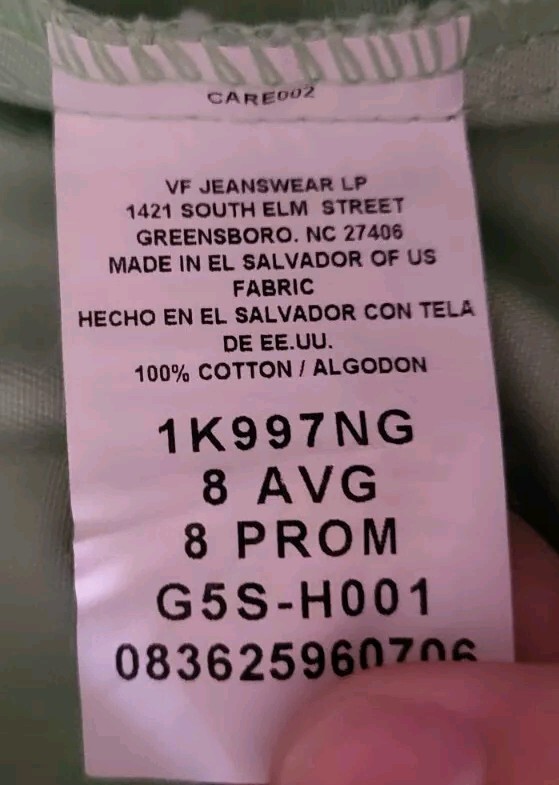 CARE002
VF JEANSWEAR LP
1421 SOUTH ELM STREET
GREENSBORO. NC 27406
MADE IN EL SALVADOR OF US
FABRIC
HECHO EN EL SALVADOR CON TELA
DE EE.UU.
100% COTTON / ALGODON
1K997NG
8 AVG
8 PROM
G5S-H001
083625960706